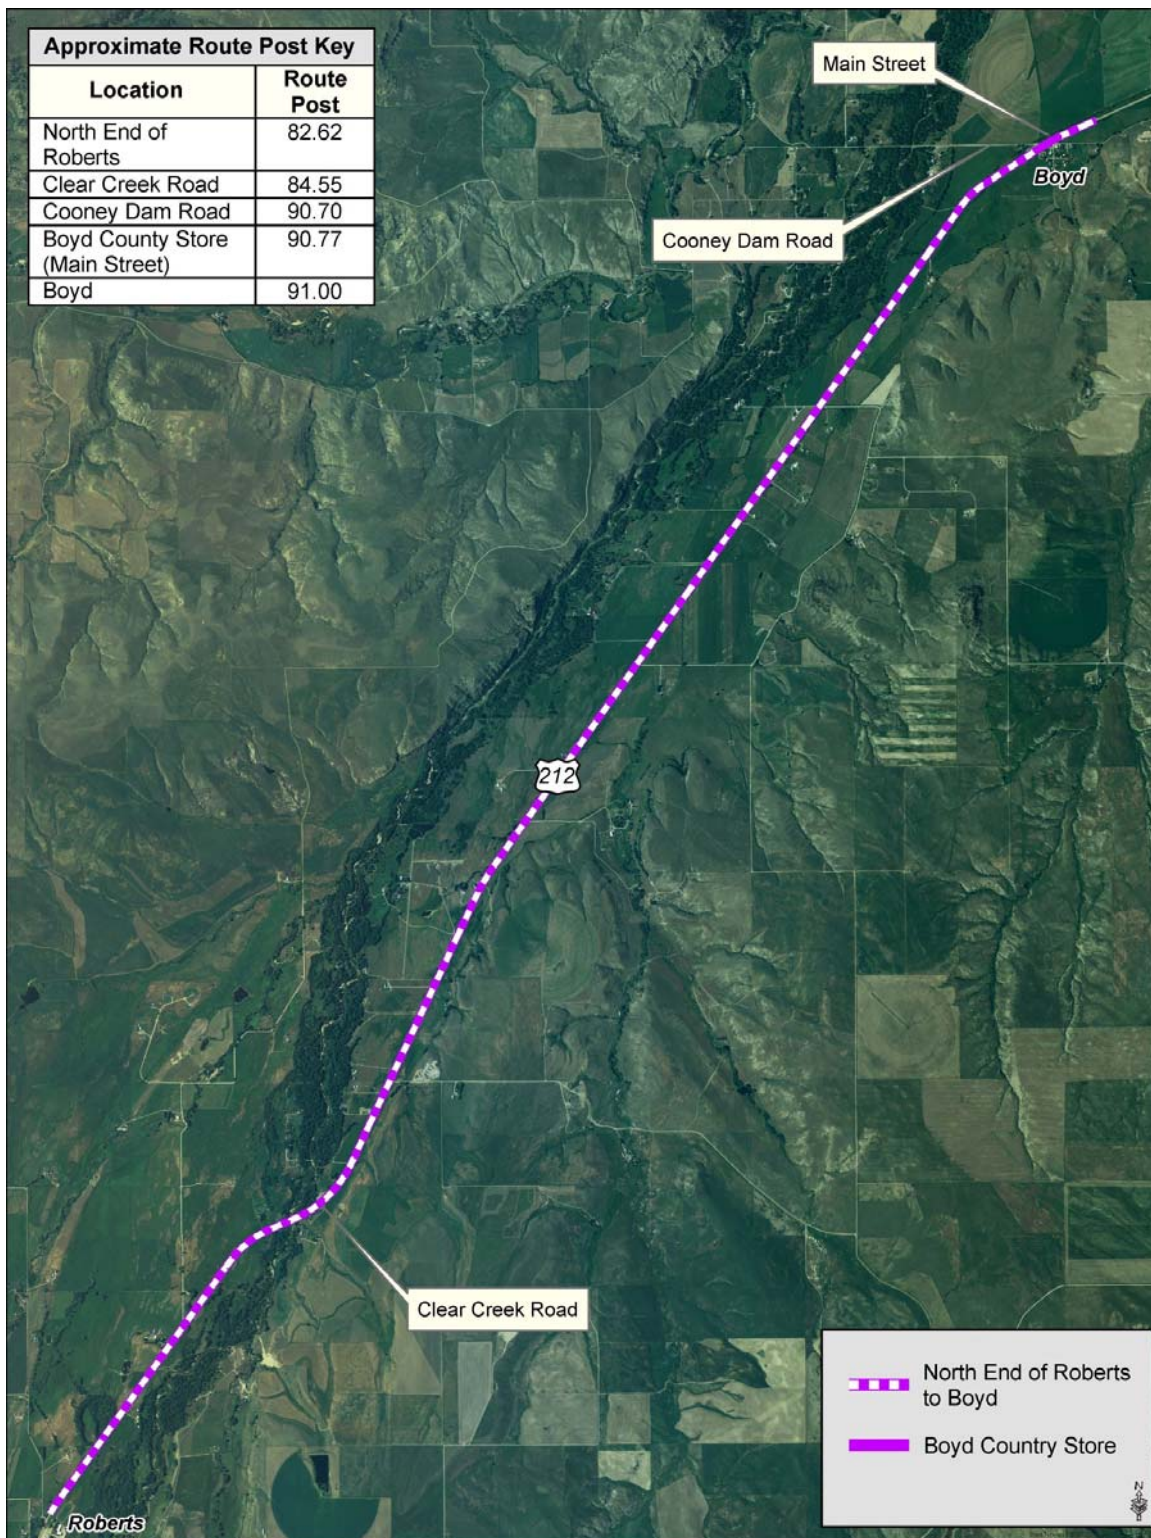 Approximate Route Post Key
Location Route
Post
North End of 82.62
Roberts
Clear Creek Road 84.55
Cooney Dam Road 90.70
Boyd County Store 90.77
(Main Street)
Boyd 91.00
Main Street
Boyd
Cooney Dam Road
212
Clear Creek Road
North End of Roberts
to Boyd
Boyd Country Store
N
Roberts